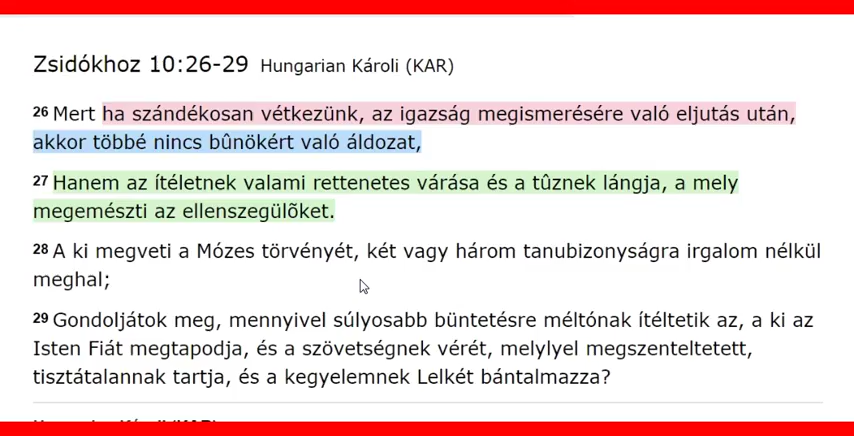 Zsidókhoz 10:26-29 Hungarian Károli (KAR)
26 Mert ha szándékosan vétkezünk, az igazság megismerésére való eljutás után,
akkor többé nincs bûnökért való áldozat,
27 Hanem az ítéletnek valami rettenetes várása és a tûznek lángja, a mely
megemészti az ellenszegülõket.
28 A ki megveti a Mózes törvényét, két vagy három tanubizonyságra irgalom nélkül
meghal;
29 Gondoljátok meg, mennyivel súlyosabb büntetésre méltónak ítéltetik az, a ki az
Isten Fiát megtapodja, és a szövetségnek vérét, melylyel megszenteltetett,
tisztátalannak tartja, és a kegyelemnek Lelkét bántalmazza?